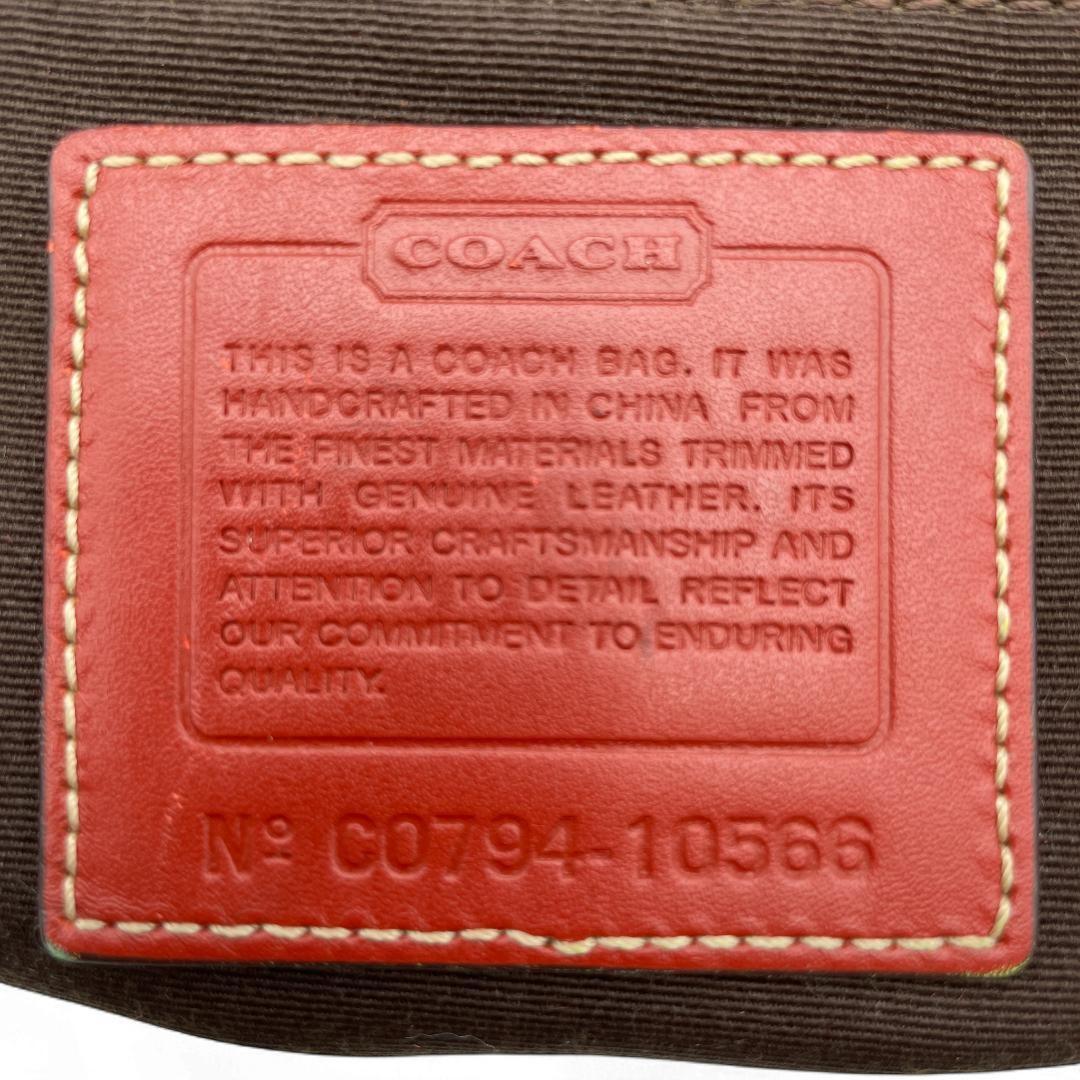 COACH
THIS IS A COACH BAG. IT WAS
HANDCRAFTED IN CHINA FROM
THE FINEST MATERIALS TRIMMED
WITH GENUINE LEATHER. ITS
SUPERIOR CRAFTSMANSHIP AND
ATTENTION TO DETAIL REFLECT
OUR COMMITMENT TO ENDURING
QUALITY.
Nº C0794-10566